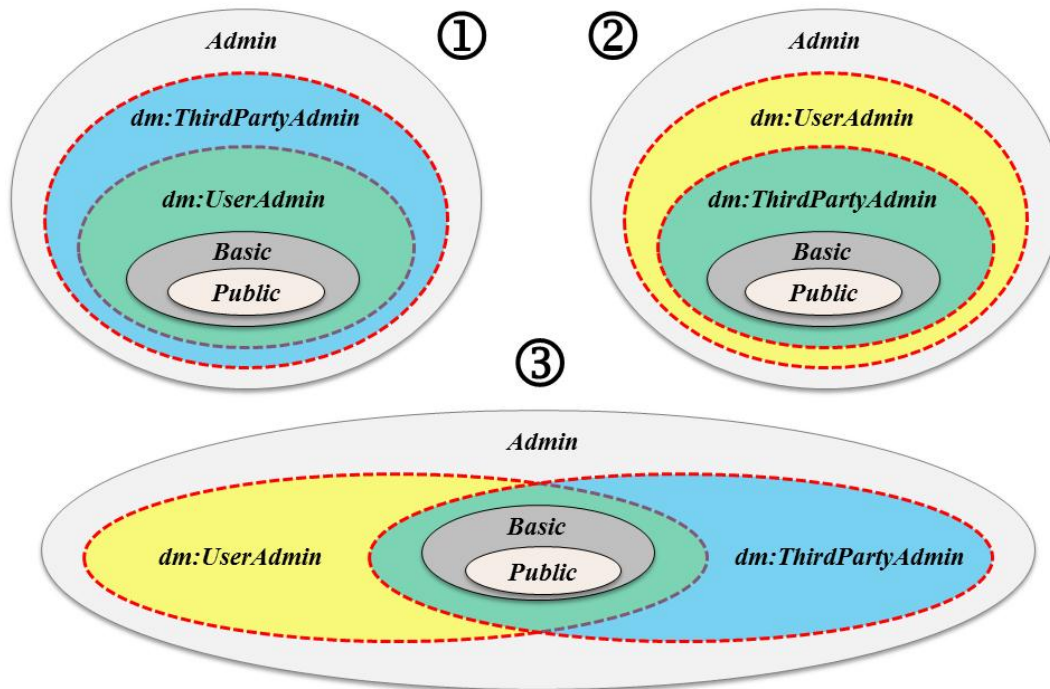 ①
Admin
dm:ThirdPartyAdmin
dm:UserAdmin
Basic
Public
②
Admin
dm:UserAdmin
dm:ThirdPartyAdmin
Basic
Public
③
Admin
dm:UserAdmin
Basic
Public
dm:ThirdPartyAdmin